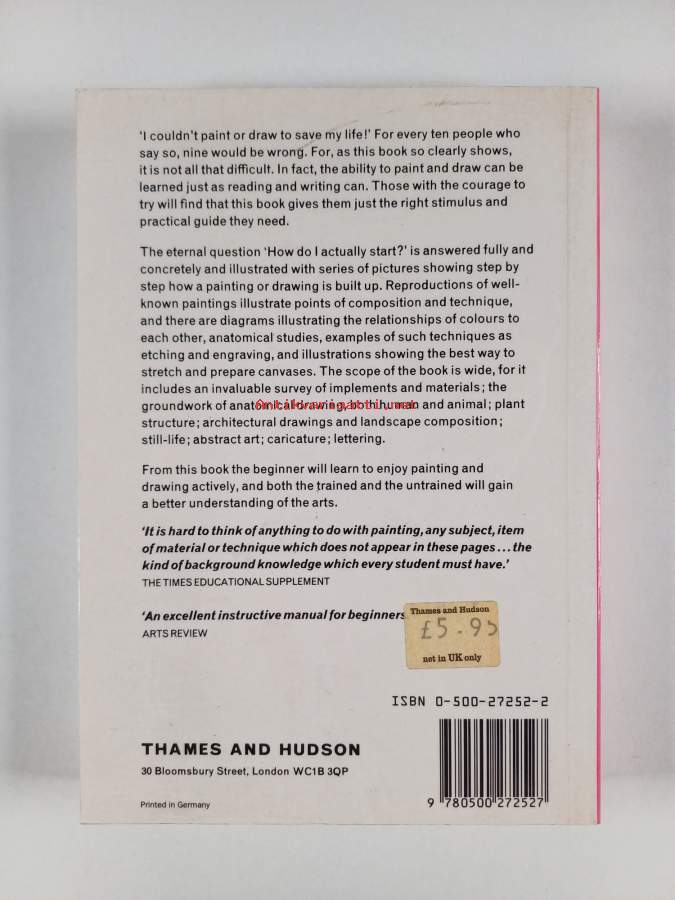 'I couldn't paint or draw to save my life!' For every ten people who
say so, nine would be wrong. For, as this book so clearly shows,
it is not all that difficult. In fact, the ability to paint and draw can be
learned just as reading and writing can. Those with the courage to
try will find that this book gives them just the right stimulus and
practical guide they need.
The eternal question 'How do I actually start?' is answered fully and
concretely and illustrated with series of pictures showing step by
step how a painting or drawing is built up. Reproductions of well-
known paintings illustrate points of composition and technique,
and there are diagrams illustrating the relationships of colours to
each other, anatomical studies, examples of such techniques as
etching and engraving, and illustrations showing the best way to
stretch and prepare canvases. The scope of the book is wide, for it
includes an invaluable survey of implements and materials; the
groundwork of anatomical drawing, both human and animal; plant
structure; architectural drawings and landscape composition;
still-life; abstract art; caricature; lettering.
From this book the beginner will learn to enjoy painting and
drawing actively, and both the trained and the untrained will gain
a better understanding of the arts.
'It is hard to think of anything to do with painting, any subject, item
of material or technique which does not appear in these pages...the
kind of background knowledge which every student must have.'
THE TIMES EDUCATIONAL SUPPLEMENT
'An excellent instructive manual for beginners
ARTS REVIEW
Thames and Hudson
£5.95
net in UK only
ISBN 0-500-27252-2
THAMES AND HUDSON
30 Bloomsbury Street, London WC1B 3QP
9 780500 272527
Printed in Germany